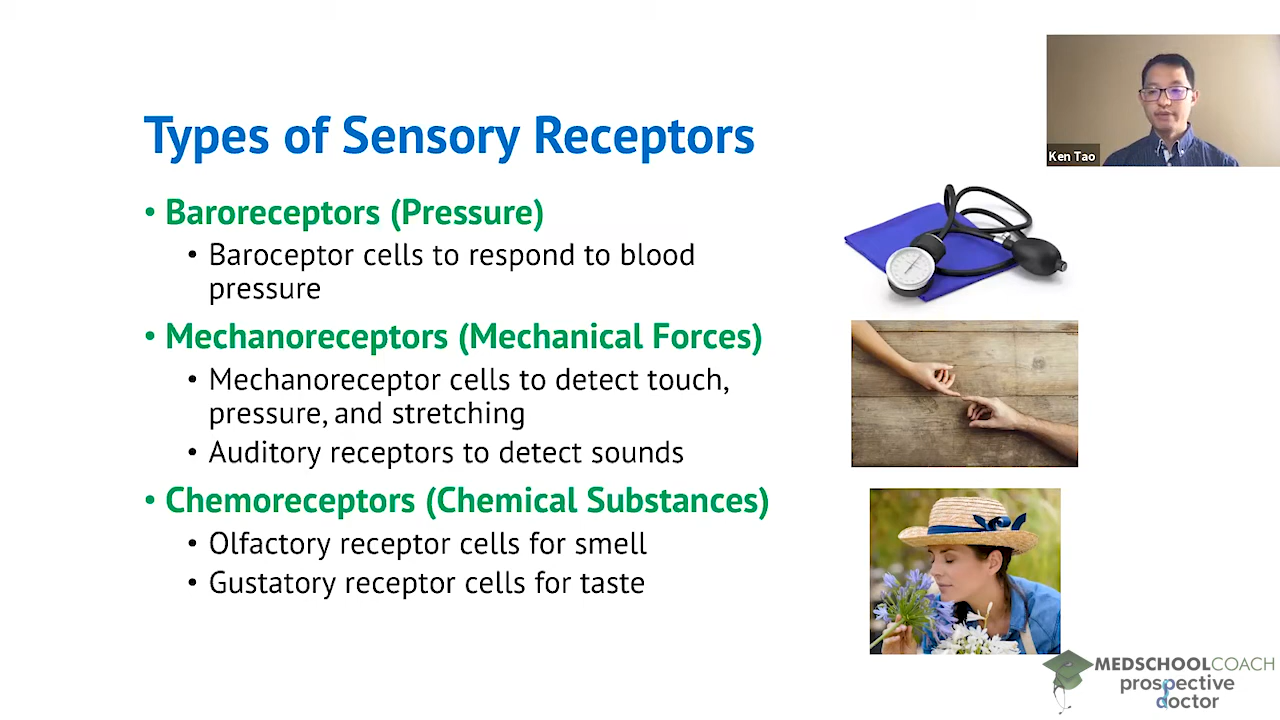 Types of Sensory Receptors
• Baroreceptors (Pressure)
• Baroceptor cells to respond to blood
pressure
• Mechanoreceptors (Mechanical Forces)
• Mechanoreceptor cells to detect touch,
pressure, and stretching
• Auditory receptors to detect sounds
• Chemoreceptors (Chemical Substances)
• Olfactory receptor cells for smell
• Gustatory receptor cells for taste
Ken Tao
MEDSCHOOLCOACH
prospective
doctor